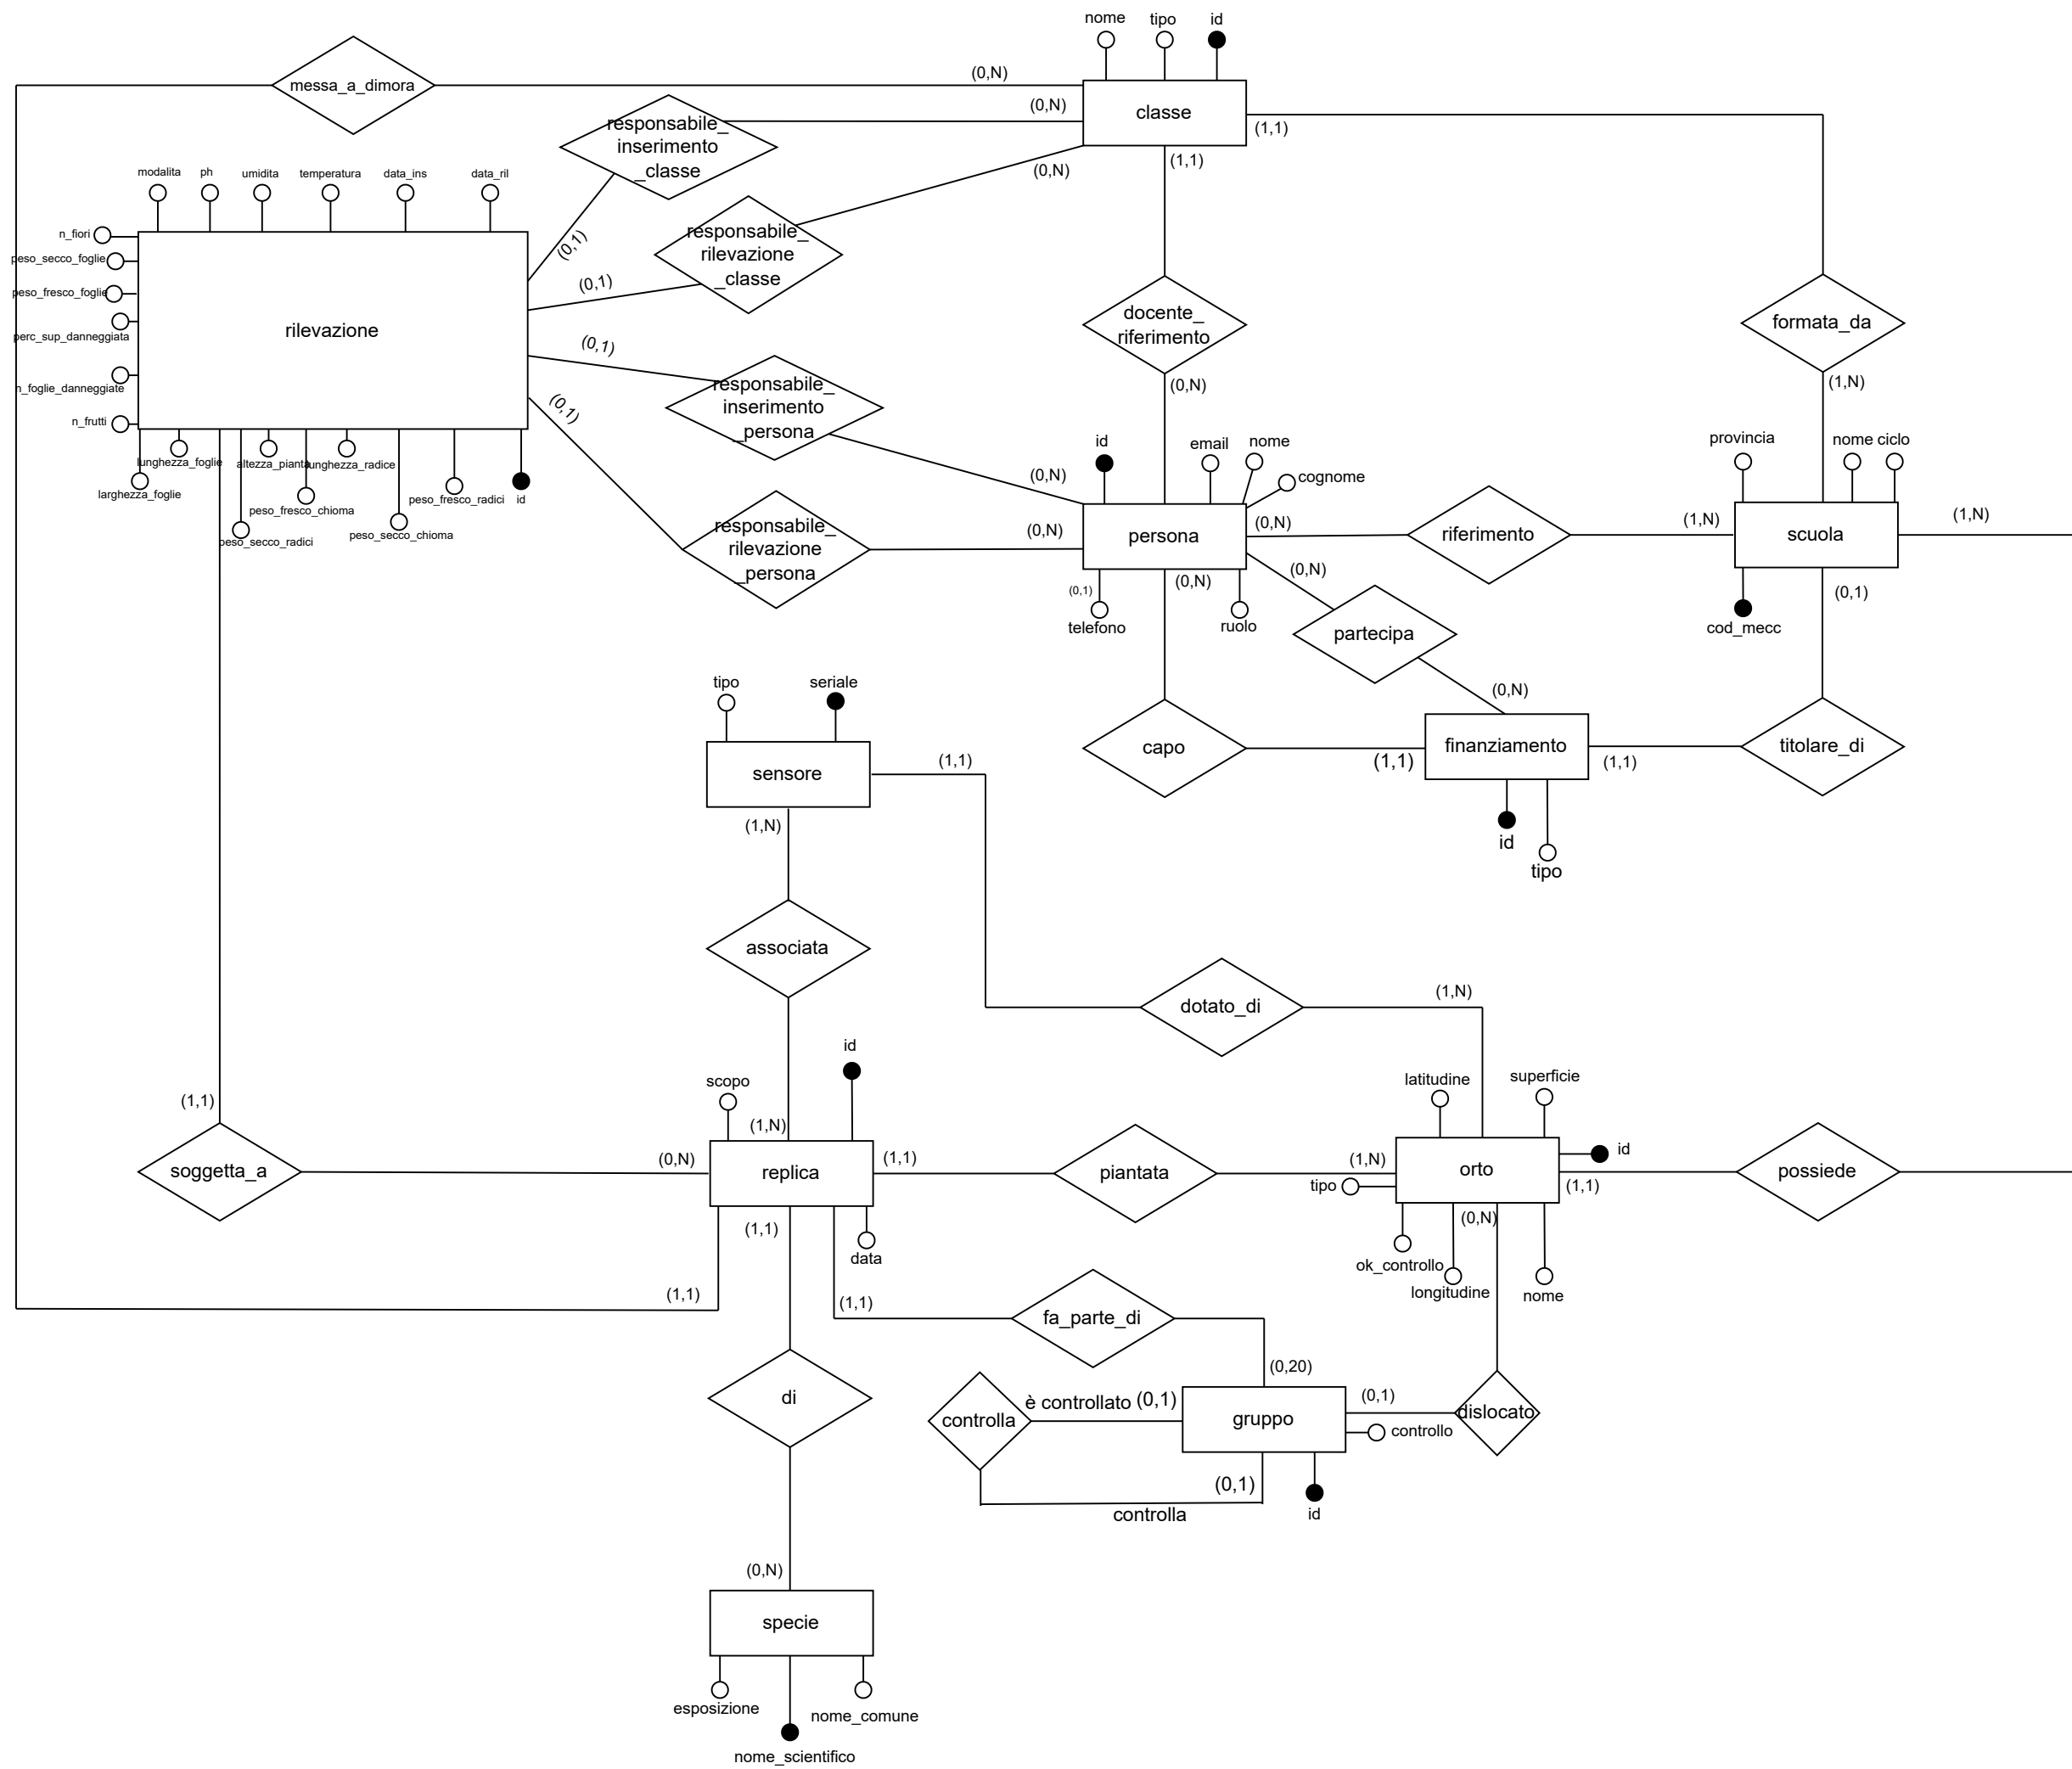 nome
tipo
id
messa_a_dimora
(0,N)
classe
(0,N)
(1,1)
responsabile_
inserimento
_classe
(0,N)
(1,1)
modalita
ph
umidita
temperatura
data_ins
data_ril
n_fiori
peso_secco_foglie
peso_fresco_foglie
perc_sup_danneggiata
n_foglie_danneggiate
n_frutti
rilevazione
(0,1)
responsabile_
rilevazione
_classe
(0,1)
docente_
riferimento
formata_da
(0,1)
responsabile_
inserimento
_persona
(0,N)
(1,N)
(0,1)
lunghezza_foglie
altezza_pianta
lunghezza_radice
larghezza_foglie
peso_fresco_chioma
peso_fresco_radici
id
peso_secco_radici
peso_secco_chioma
(0,N)
id
email
nome
cognome
provincia
nome
ciclo
responsabile_
rilevazione
_persona
(0,N)
persona
(0,N)
riferimento
(1,N)
scuola
(1,N)
(0,1)
telefono
(0,N)
ruolo
(0,N)
partecipa
cod_mecc
(0,1)
(0,N)
tipo
seriale
sensore
(1,1)
capo
(1,1)
finanziamento
(1,1)
titolare_di
(1,N)
id
tipo
associata
dotato_di
(1,N)
id
scopo
(1,N)
latitudine
superficie
(1,1)
soggetta_a
(0,N)
replica
(1,1)
piantata
(1,N)
tipo
orto
id
(1,1)
possiede
(1,1)
data
(0,N)
ok_controllo
longitudine
nome
(1,1)
(1,1)
fa_parte_di
(0,20)
di
controlla
è controllato
(0,1)
gruppo
(0,1)
dislocato
controllo
(0,1)
controlla
id
(0,N)
specie
esposizione
nome_comune
nome_scientifico